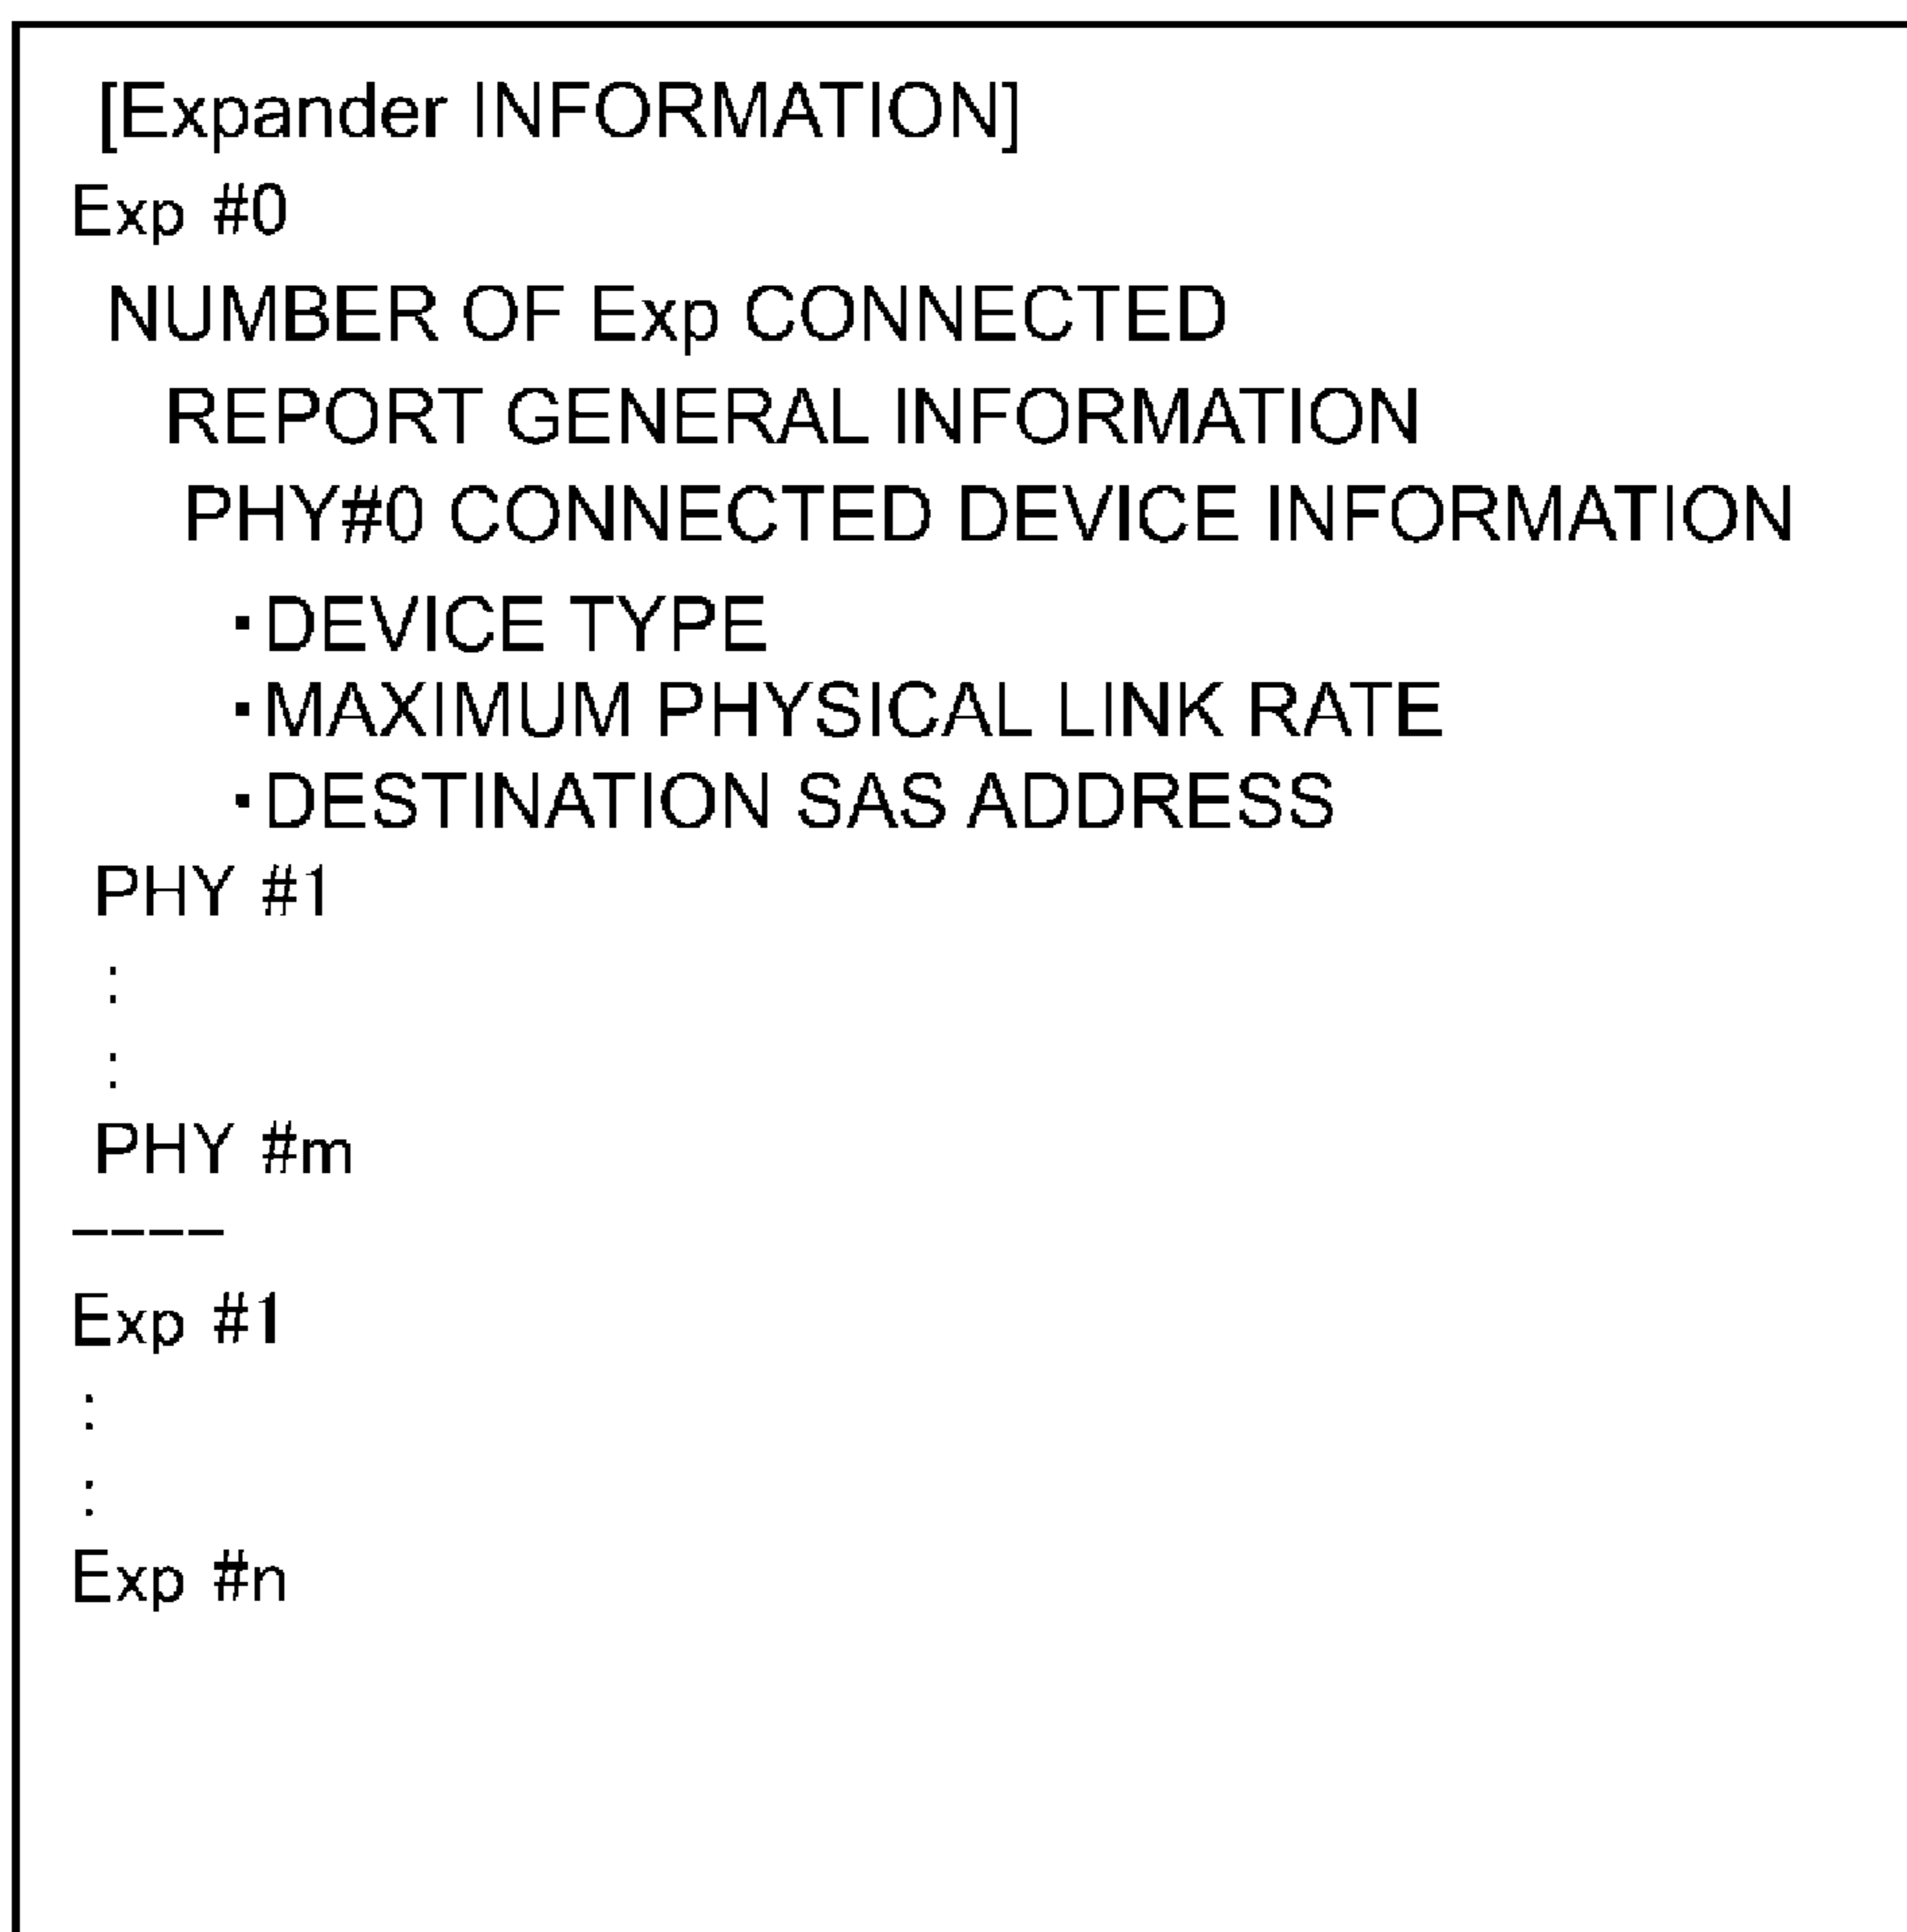 [Expander INFORMATION]
Exp #0
NUMBER OF Exp CONNECTED
REPORT GENERAL INFORMATION
PHY#0 CONNECTED DEVICE INFORMATION
・DEVICE TYPE
・MAXIMUM PHYSICAL LINK RATE
・DESTINATION SAS ADDRESS
PHY #1
:
:
PHY #m
----
Exp #1
:
:
Exp #n